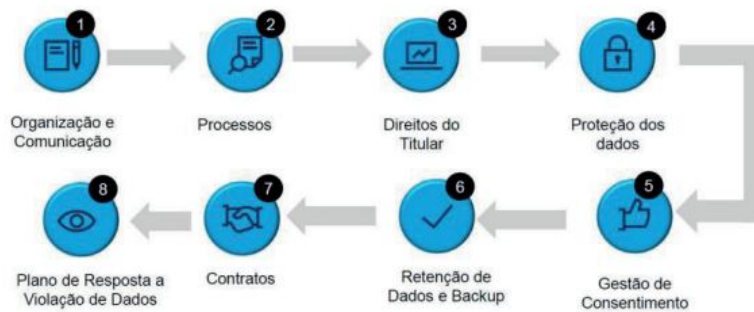 1
2
3
4
Organização e
Comunicação
Processos
Direitos do
Titular
Proteção dos
dados
5
6
7
8
Gestão de
Consentimento
Retenção de
Dados e Backup
Contratos
Plano de Resposta a
Violação de Dados